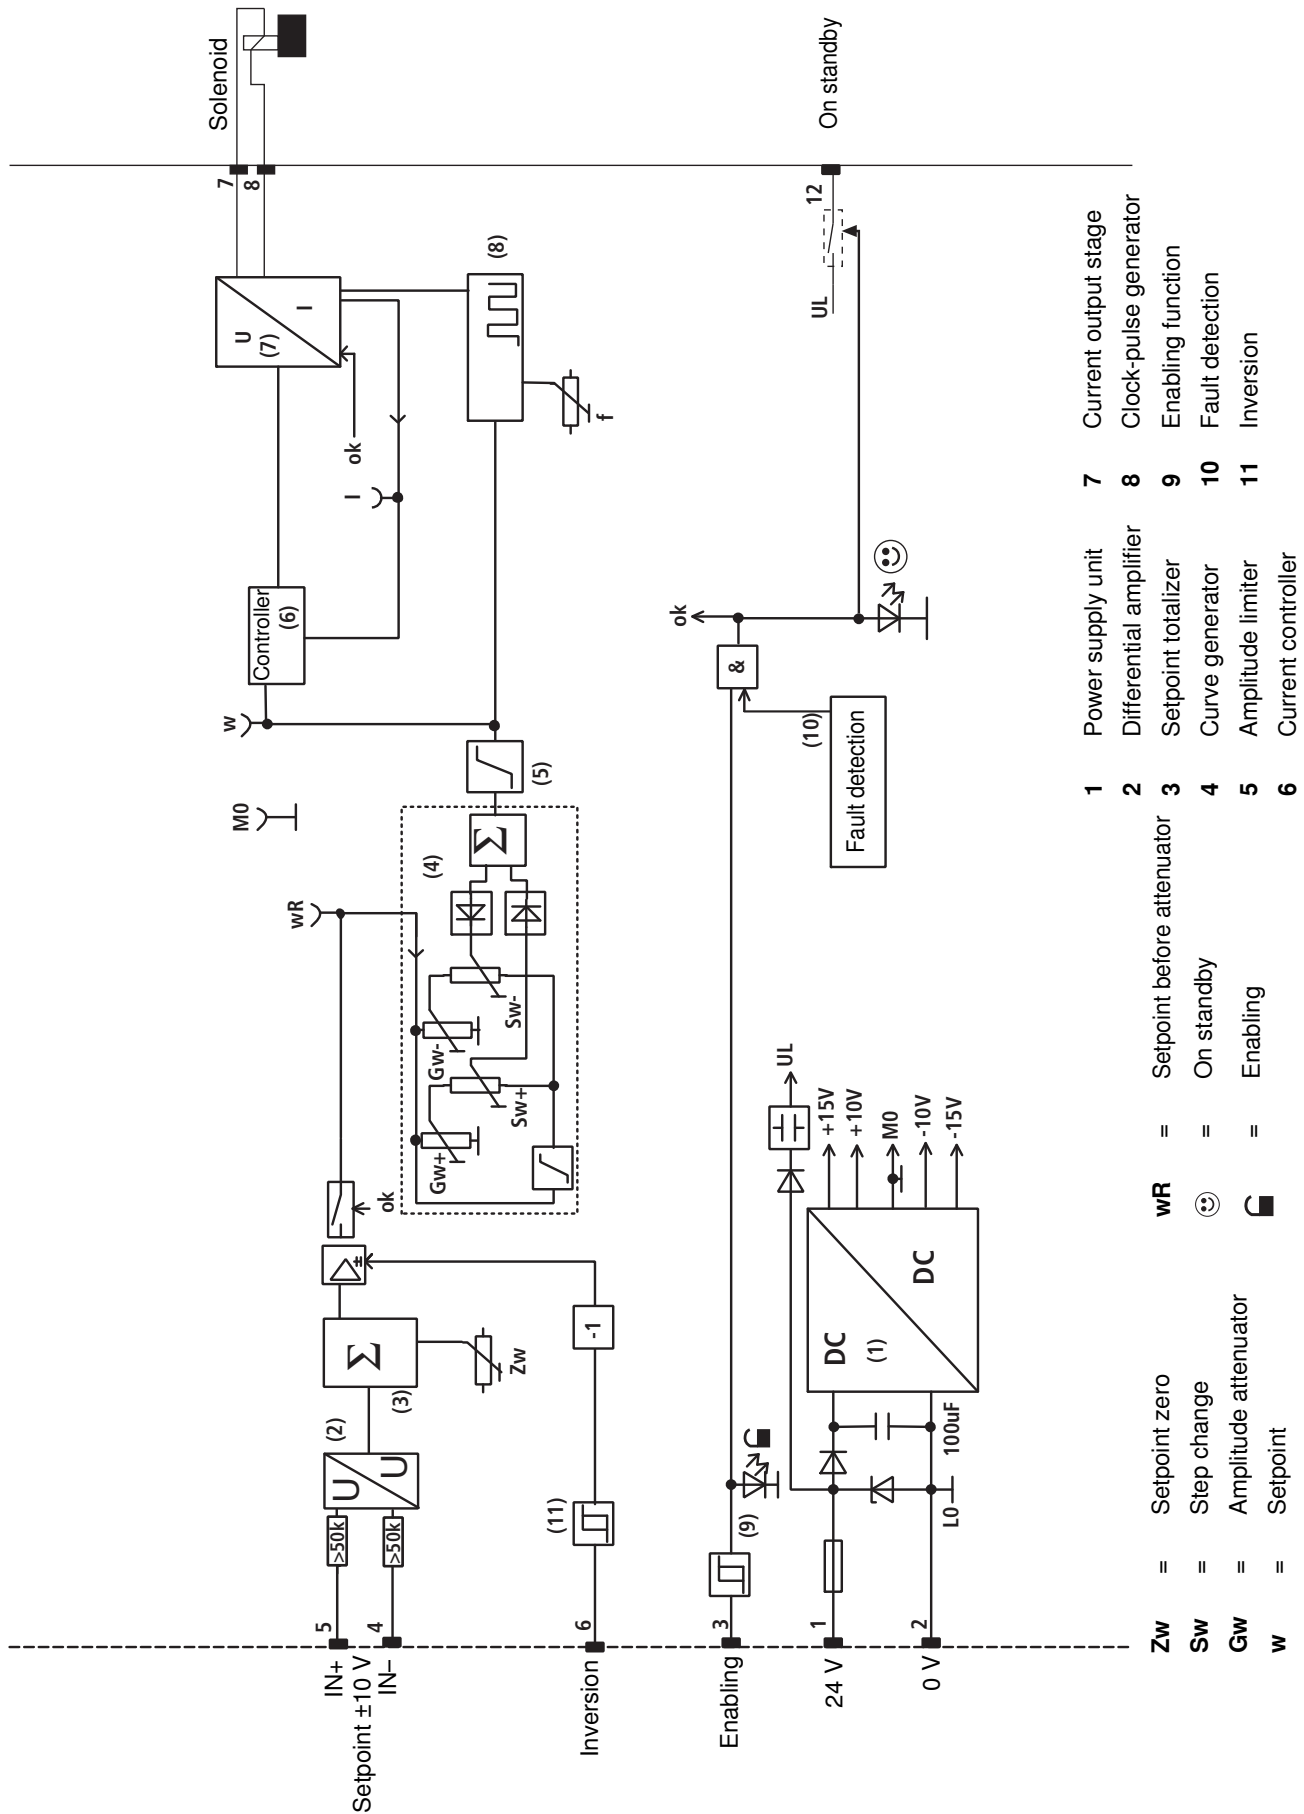 Solenoid
7
8
On standby
12
UL
U
(7)
I
(8)
f
ok
I
Controller
(6)
w
M0
(5)
wR
(4)
Σ
Sw-
Gw-
Sw+
Gw+
ok
Σ
(3)
Zw
(2)
U
U
>50k
>50k
5
4
IN+
Setpoint ±10 V
IN–
-1
(11)
6
Inversion
ok
&
(10)
Fault detection
(9)
3
Enabling
UL
+15V
+10V
M0
-10V
-15V
DC
(1)
DC
100uF
L0
1
24 V
2
0 V
Zw = Setpoint zero
Sw = Step change
Gw = Amplitude attenuator
w = Setpoint
wR = Setpoint before attenuator
= On standby
= Enabling
1 Power supply unit
2 Differential amplifier
3 Setpoint totalizer
4 Curve generator
5 Amplitude limiter
6 Current controller
7 Current output stage
8 Clock-pulse generator
9 Enabling function
10 Fault detection
11 Inversion